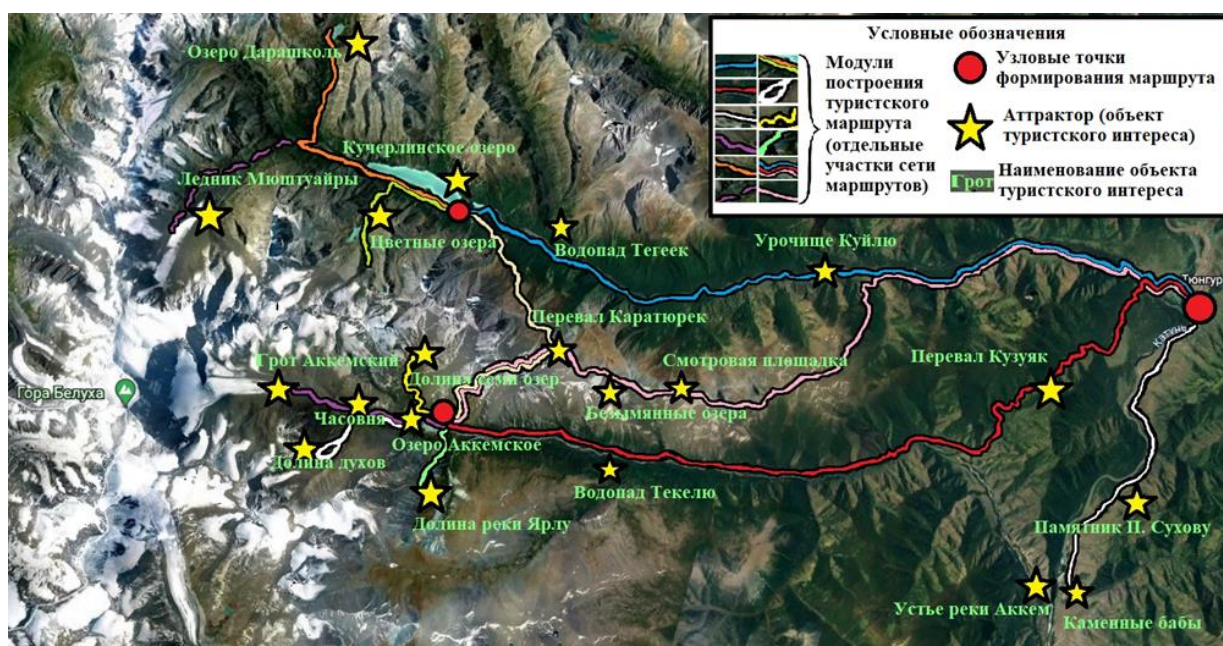 Условные обозначения
Модули
построения
туристского
маршрута
(отдельные
участки сети
маршрутов)
Узловые точки
формирования маршрута
Аттрактор (объект
туристского интереса)
Грот
Наименование объекта
туристского интереса
Озеро Дарашколь
Кучерлинское озеро
Ледник Мюштуайры
Цветные озера
Водопад Тегеек
Урочище Куйлю
Тюнгур
Катунь
Перевал Каратюрек
Грот Аккемский
Долина семи озер
Смотровая площадка
Перевал Кузуяк
Гора Белуха
Безымянные озера
Часовня
Озеро Аккемское
Долина духов
Водопад Текелю
Долина реки Ярлу
Памятник П. Сухову
Устье реки Аккем
Каменные бабы